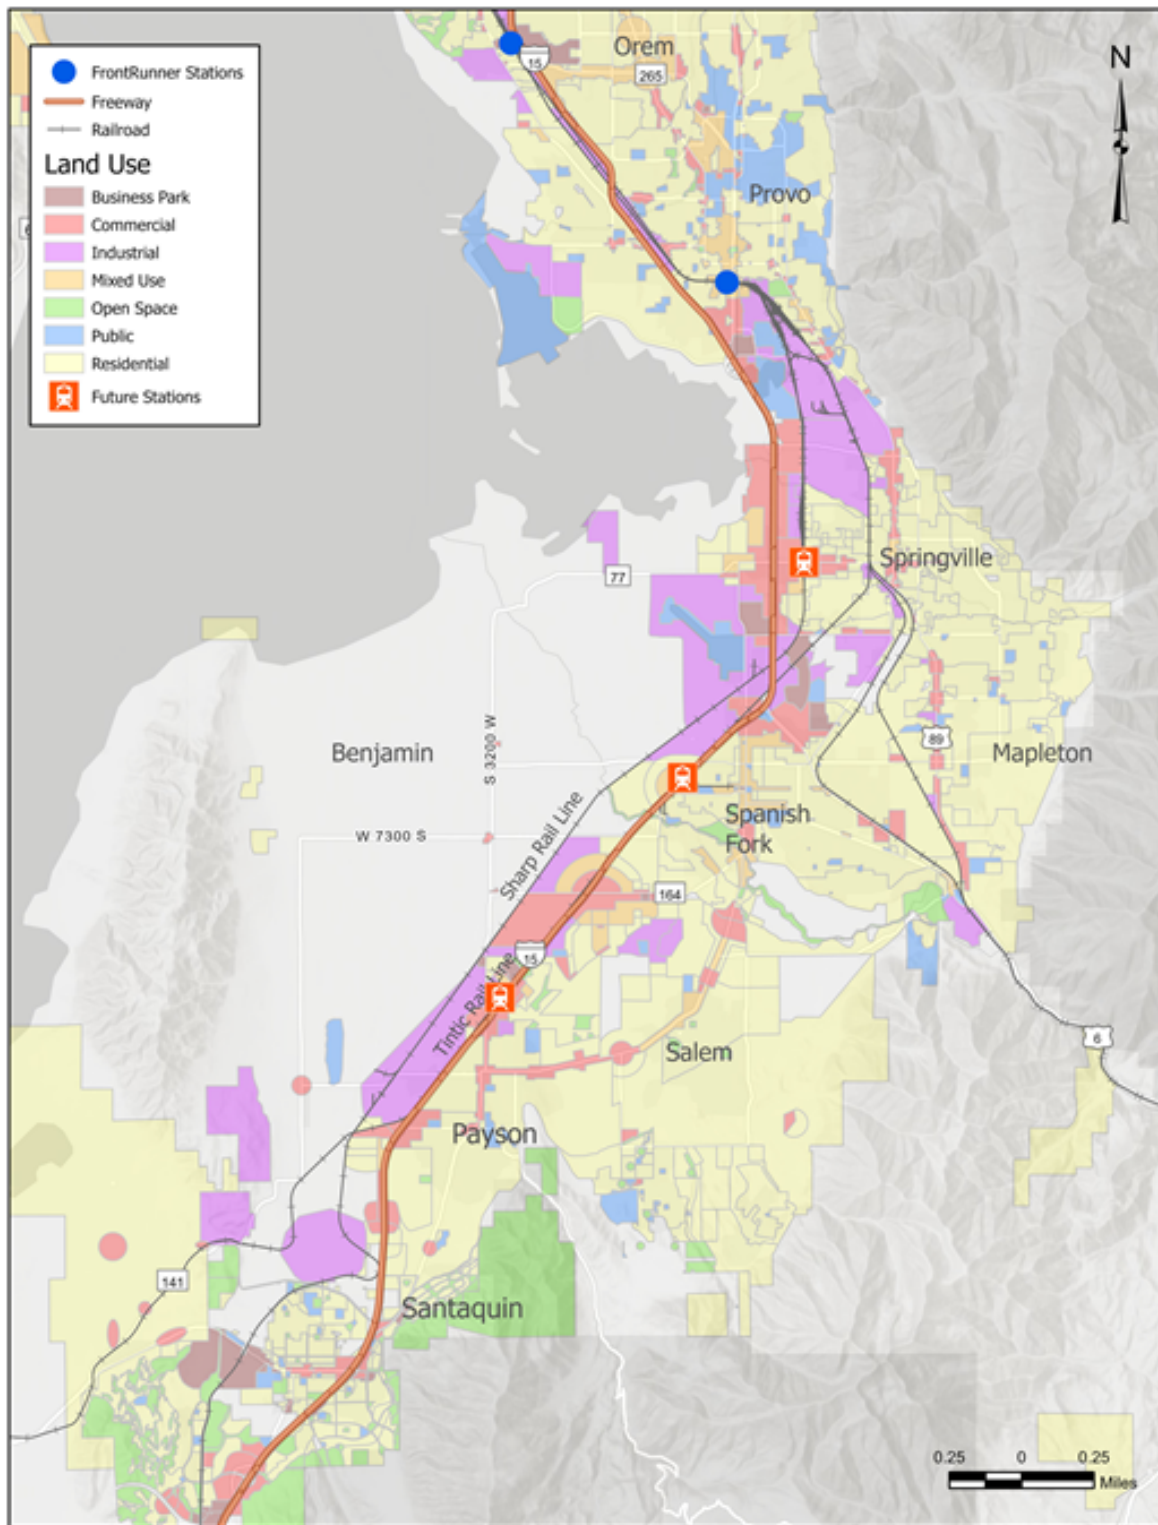 FrontRunner Stations
Freeway
Railroad
Land Use
Business Park
Commercial
Industrial
Mixed Use
Open Space
Public
Residential
Future Stations
N
Orem
15
265
Provo
6
77
Springville
S 3200 W
Benjamin
89
Mapleton
Sharp Rail Line
W 7300 S
Spanish
Fork
164
15
Tintic Rail Line
Salem
6
Payson
141
Santaquin
0.25 0 0.25
Miles